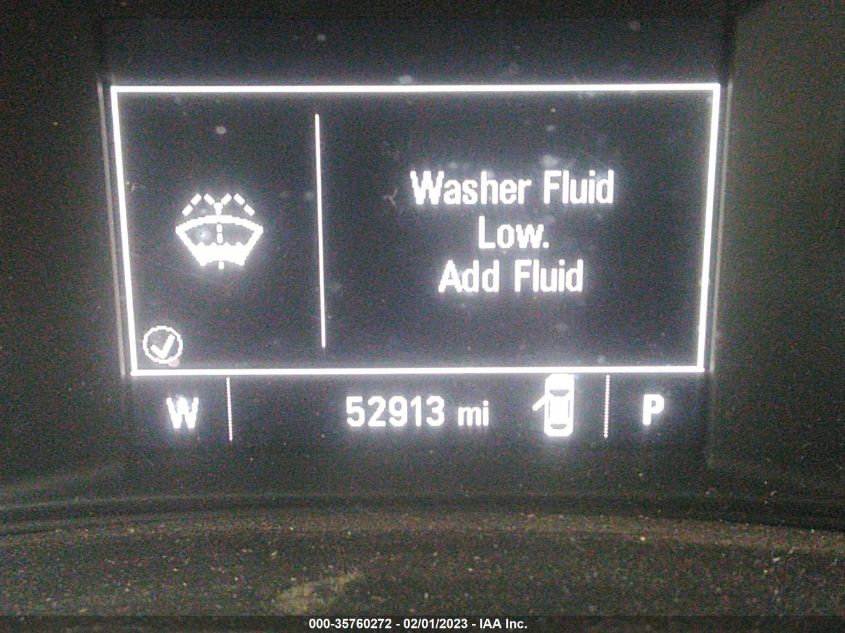 Washer Fluid
Low.
Add Fluid
W 52913 mi P
000-35760272 - 02/01/2023 - IAA Inc.